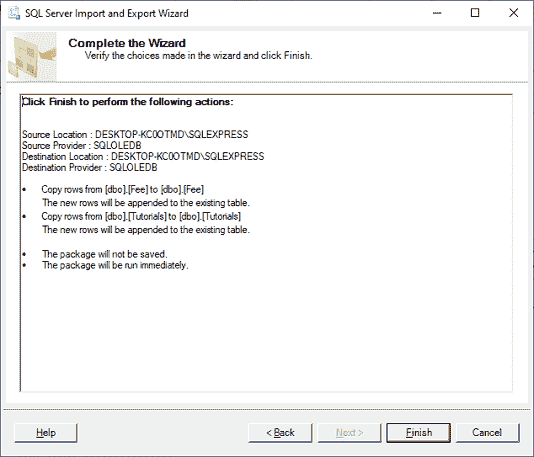 SQL Server Import and Export Wizard
Complete the Wizard
Verify the choices made in the wizard and click Finish.
Click Finish to perform the following actions:
Source Location : DESKTOP-KC0OTMD\SQLEXPRESS
Source Provider : SQLOLEDB
Destination Location : DESKTOP-KC0OTMD\SQLEXPRESS
Destination Provider : SQLOLEDB
• Copy rows from [dbo].[Fee] to [dbo].[Fee]
The new rows will be appended to the existing table.
• Copy rows from [dbo].[Tutorials] to [dbo].[Tutorials]
The new rows will be appended to the existing table.
• The package will not be saved.
• The package will be run immediately.
Help
< Back
Next >
Finish
Cancel